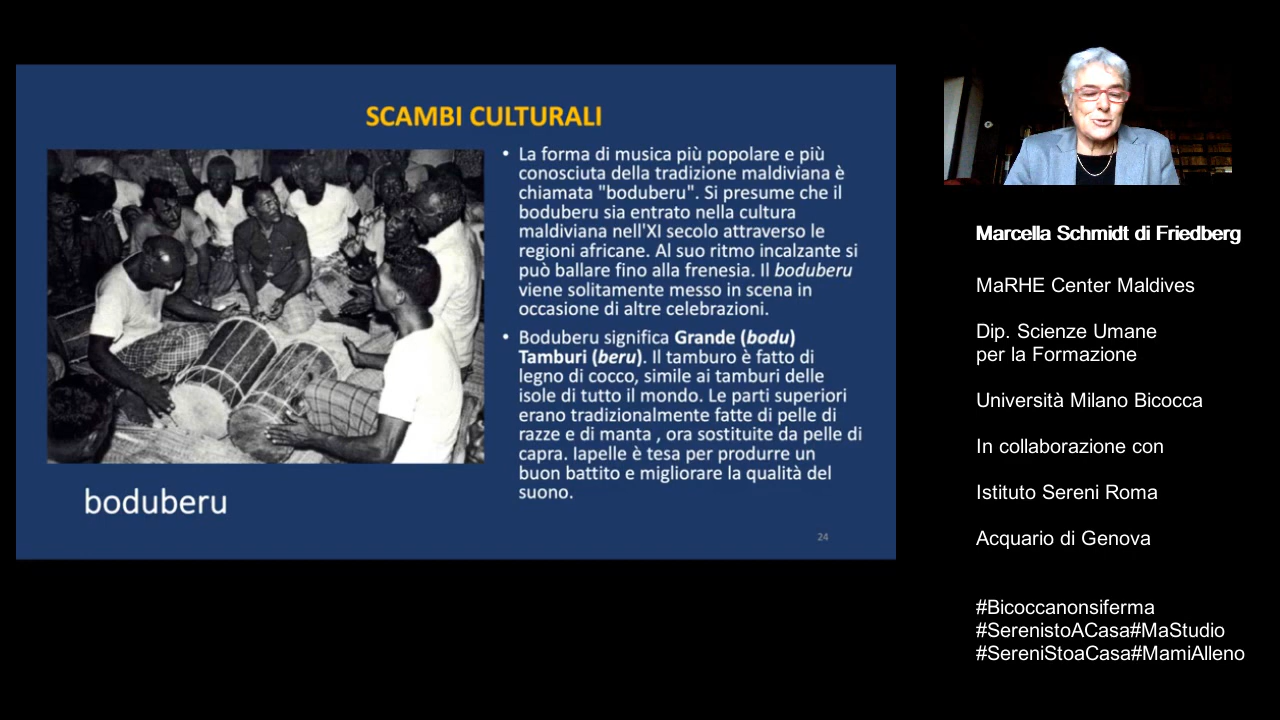 SCAMBI CULTURALI
• La forma di musica più popolare e più
conosciuta della tradizione maldiviana è
chiamata "boduberu". Si presume che il
boduberu sia entrato nella cultura
maldiviana nell'XI secolo attraverso le
regioni africane. Al suo ritmo incalzante si
può ballare fino alla frenesia. Il boduberu
viene solitamente messo in scena in
occasione di altre celebrazioni.
• Boduberu significa Grande (bodu)
Tamburi (beru). Il tamburo è fatto di
legno di cocco, simile ai tamburi delle
isole di tutto il mondo. Le parti superiori
erano tradizionalmente fatte di pelle di
razze e di manta , ora sostituite da pelle di
capra. lapelle è tesa per produrre un
buon battito e migliorare la qualità del
suono.
boduberu
24
Marcella Schmidt di Friedberg
MaRHE Center Maldives
Dip. Scienze Umane
per la Formazione
Università Milano Bicocca
In collaborazione con
Istituto Sereni Roma
Acquario di Genova
#Bicoccanonsiferma
#SerenistoACasa#MaStudio
#SereniStoaCasa#MamiAlleno